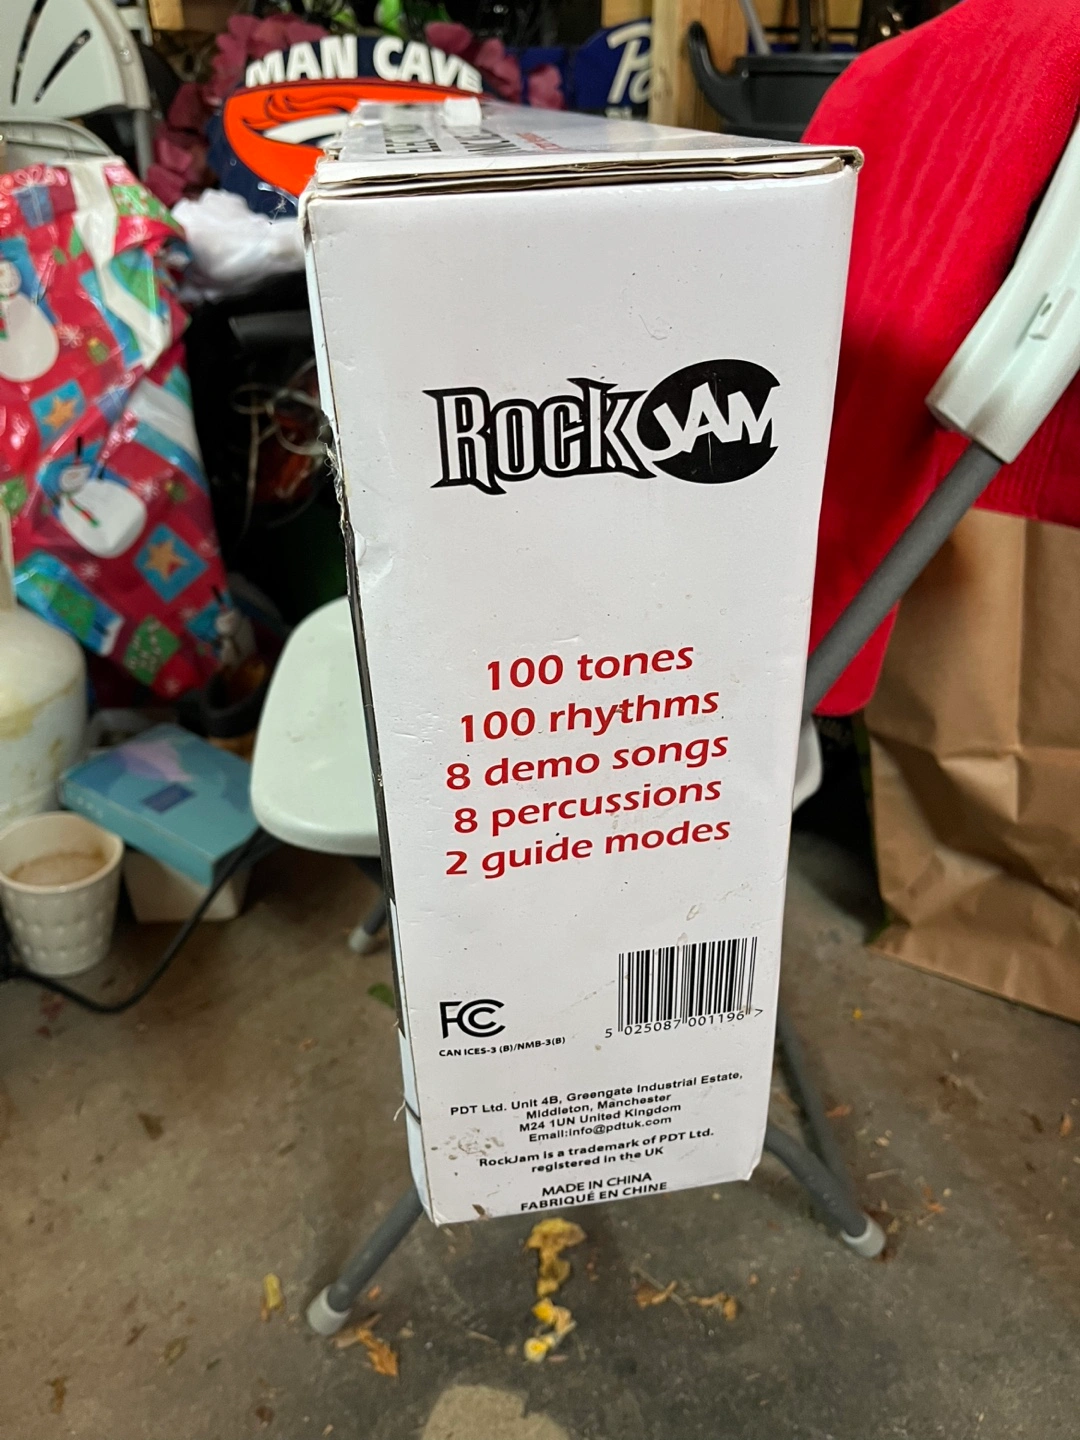 MAN CAVE
RockJAM
100 tones
100 rhythms
8 demo songs
8 percussions
2 guide modes
FC
CAN ICES-3 (B)/NMB-3(B)
5 025087 001196 >
PDT Ltd. Unit 4B, Greengate Industrial Estate,
Middleton, Manchester
M24 1UN United Kingdom
Email:info@pdtuk.com
RockJam is a trademark of PDT Ltd.
registered in the UK
MADE IN CHINA
FABRIQUÉ EN CHINE